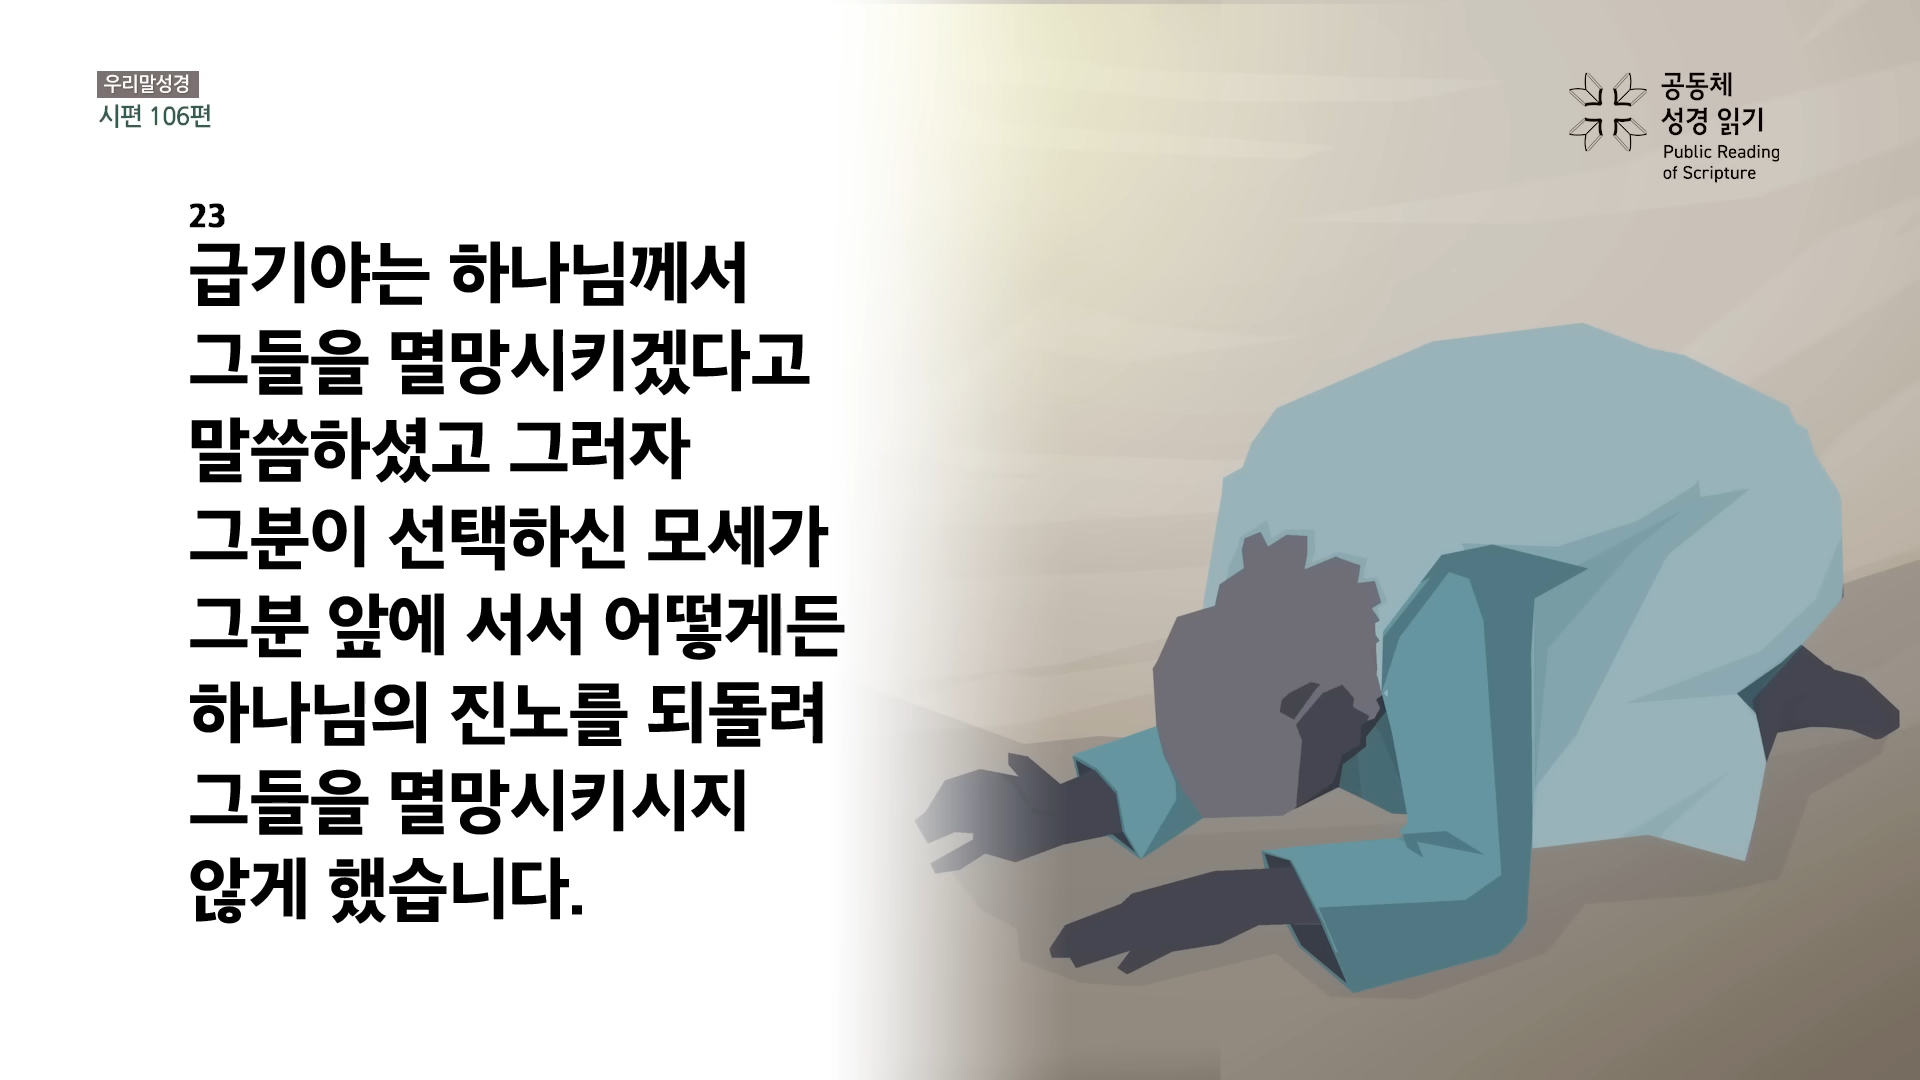 우리말성경
시편 106편
공동체
성경 읽기
Public Reading
of Scripture
23
급기야는 하나님께서
그들을 멸망시키겠다고
말씀하셨고 그러자
그분이 선택하신 모세가
그분 앞에 서서 어떻게든
하나님의 진노를 되돌려
그들을 멸망시키시지
않게 했습니다.